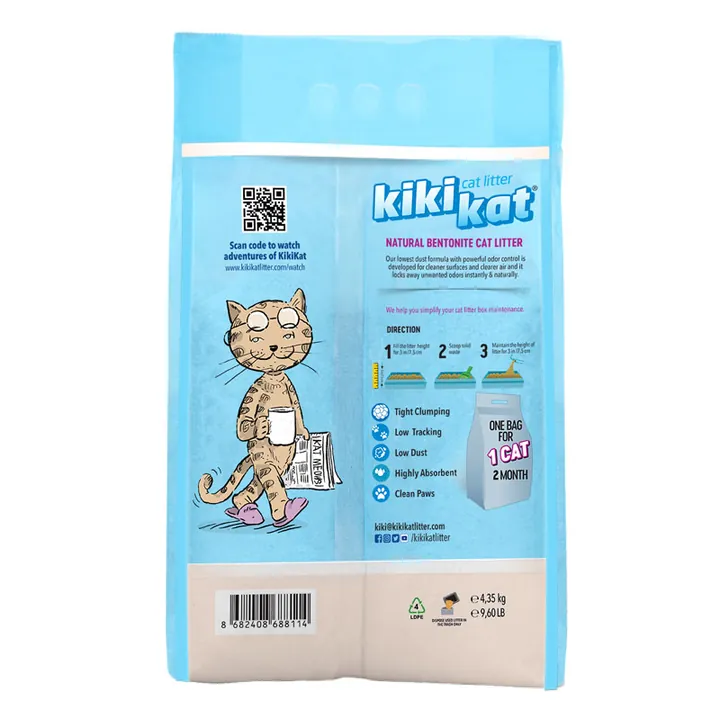 Scan code to watch
adventures of KikiKat
www.kikikatlitter.com/watch
cat litter
kiki
kat®
NATURAL BENTONITE CAT LITTER
Our lowest dust formula with powerful odor control is
developed for cleaner surfaces and clearer air and it
locks away unwanted odors instantly & naturally.
We help you simplify your cat litter box maintenance.
DIRECTION
1 Fill the litter height
for 3 in/7,5 cm
2 Scoop solid
waste
3 Maintain the height of
litter for 3 in/7,5 cm
Tight Clumping
Low Tracking
Low Dust
Highly Absorbent
Clean Paws
ONE BAG
FOR
1 CAT
2 MONTH
KAT NEWS
kiki@kikikatlitter.com
/kikikatlitter
8 682408 688114
4
LDPE
DISPOSE USED LITTER IN
THE TRASH ONLY
℮ 4,35 kg
℮ 9,60 LB